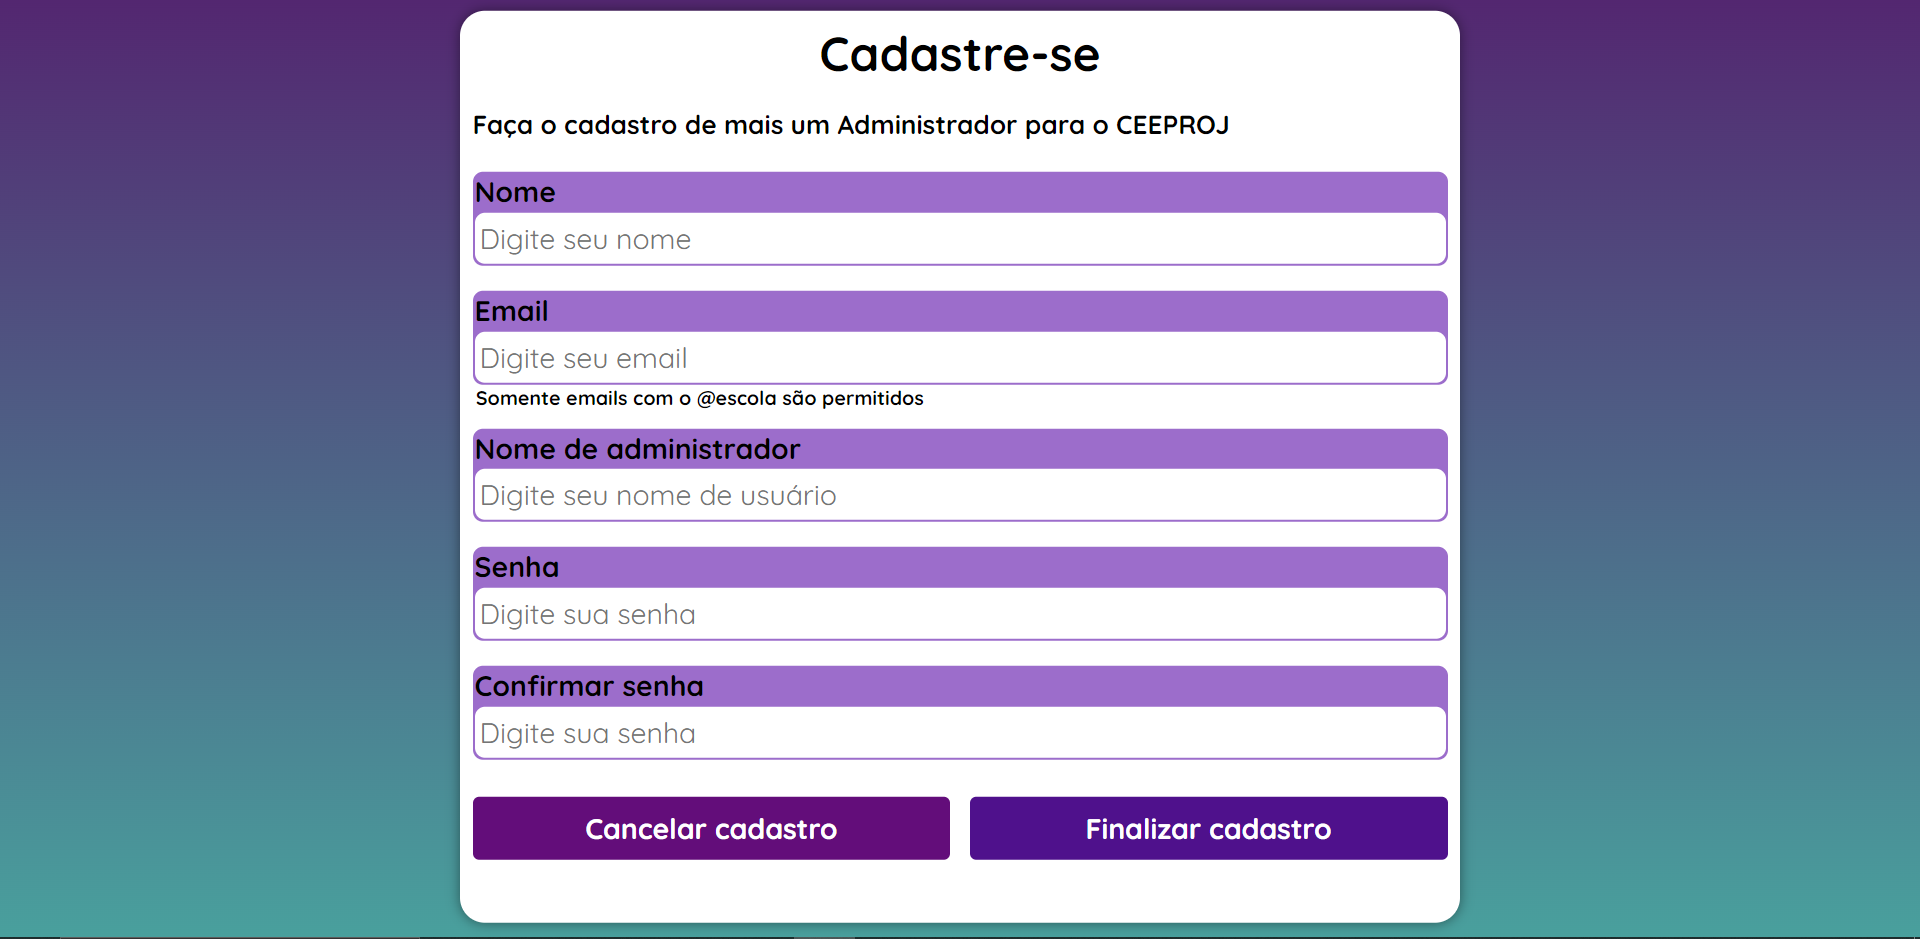 Cadastre-se
Faça o cadastro de mais um Administrador para o CEEPROJ
Nome
Digite seu nome
Email
Digite seu email
Somente emails com o @escola são permitidos
Nome de administrador
Digite seu nome de usuário
Senha
Digite sua senha
Confirmar senha
Digite sua senha
Cancelar cadastro
Finalizar cadastro